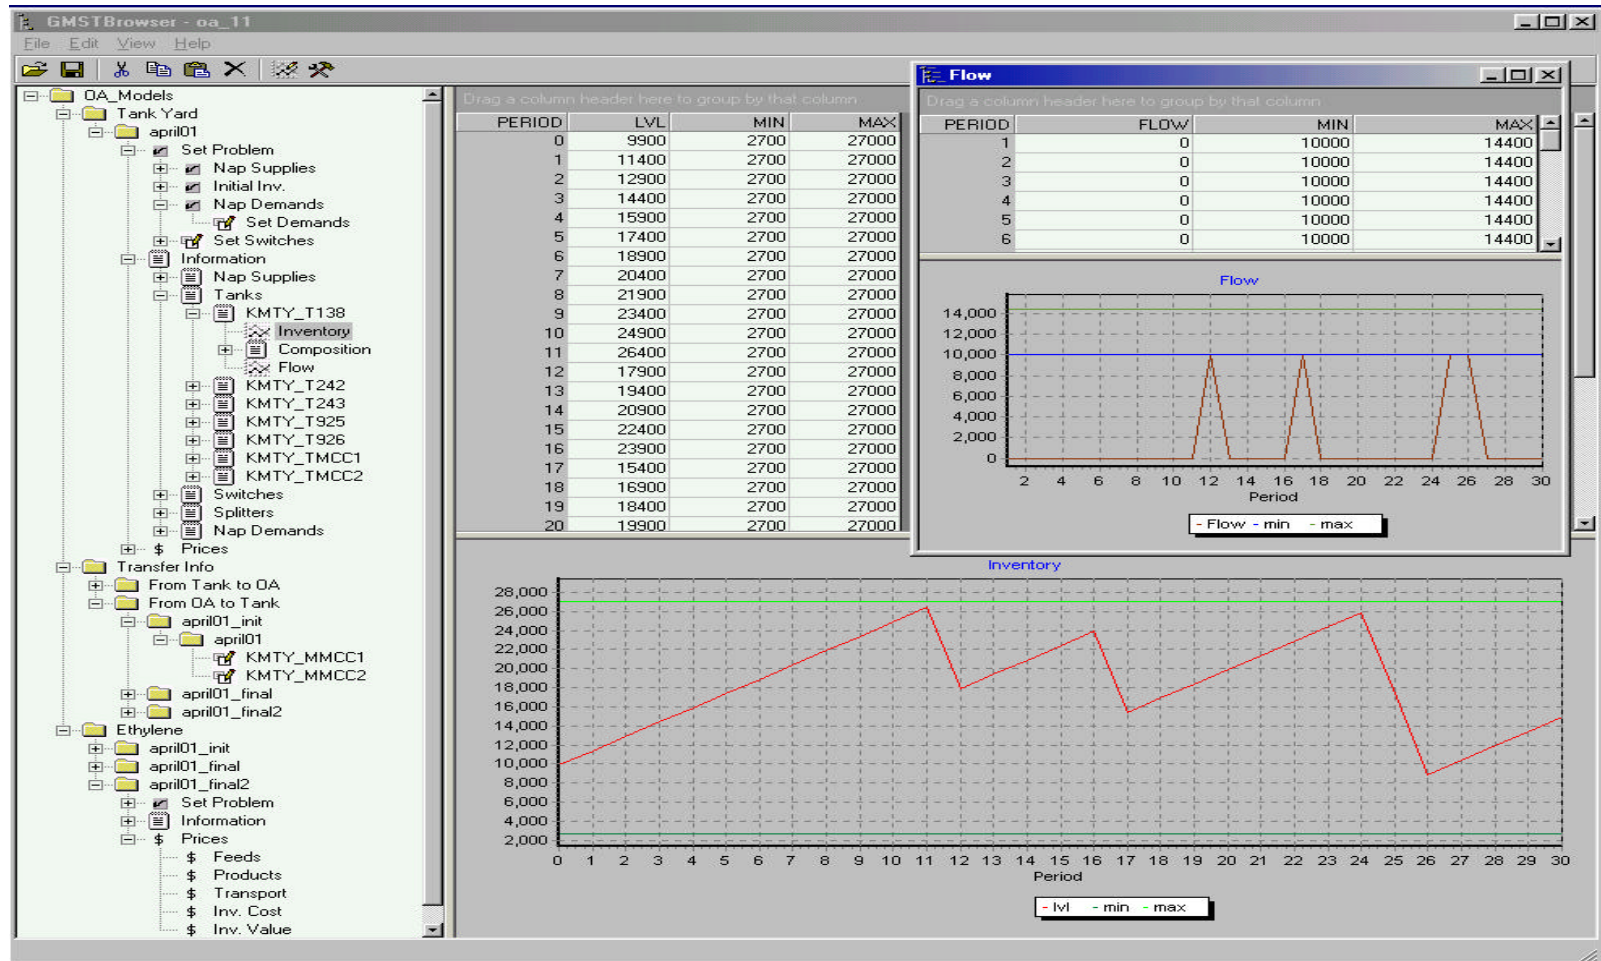 GMSTBrowser - oa_11
File Edit View Help
OA_Models
Tank Yard
april01
Set Problem
Nap Supplies
Initial Inv.
Nap Demands
Set Demands
Set Switches
Information
Nap Supplies
Tanks
KMTY_T138
Inventory
Composition
Flow
KMTY_T242
KMTY_T243
KMTY_T925
KMTY_T926
KMTY_TMCC1
KMTY_TMCC2
Switches
Splitters
Nap Demands
$ Prices
Transfer Info
From Tank to OA
From OA to Tank
april01_init
april01
KMTY_MMCC1
KMTY_MMCC2
april01_final
april01_final2
Ethylene
april01_init
april01_final
april01_final2
Set Problem
Information
$ Prices
$ Feeds
$ Products
$ Transport
$ Inv. Cost
$ Inv. Value
Drag a column header here to group by that column
PERIOD LVL MIN MAX
0 9900 2700 27000
1 11400 2700 27000
2 12900 2700 27000
3 14400 2700 27000
4 15900 2700 27000
5 17400 2700 27000
6 18900 2700 27000
7 20400 2700 27000
8 21900 2700 27000
9 23400 2700 27000
10 24900 2700 27000
11 26400 2700 27000
12 17900 2700 27000
13 19400 2700 27000
14 20900 2700 27000
15 22400 2700 27000
16 23900 2700 27000
17 15400 2700 27000
18 16900 2700 27000
19 18400 2700 27000
20 19900 2700 27000
Flow
Drag a column header here to group by that column
PERIOD FLOW MIN MAX
1 0 10000 14400
2 0 10000 14400
3 0 10000 14400
4 0 10000 14400
5 0 10000 14400
6 0 10000 14400
Flow
14,000
12,000
10,000
8,000
6,000
4,000
2,000
0
2 4 6 8 10 12 14 16 18 20 22 24 26 28 30
Period
- Flow - min - max
Inventory
28,000
26,000
24,000
22,000
20,000
18,000
16,000
14,000
12,000
10,000
8,000
6,000
4,000
2,000
0 1 2 3 4 5 6 7 8 9 10 11 12 13 14 15 16 17 18 19 20 21 22 23 24 25 26 27 28 29 30
Period
- lvl - min - max